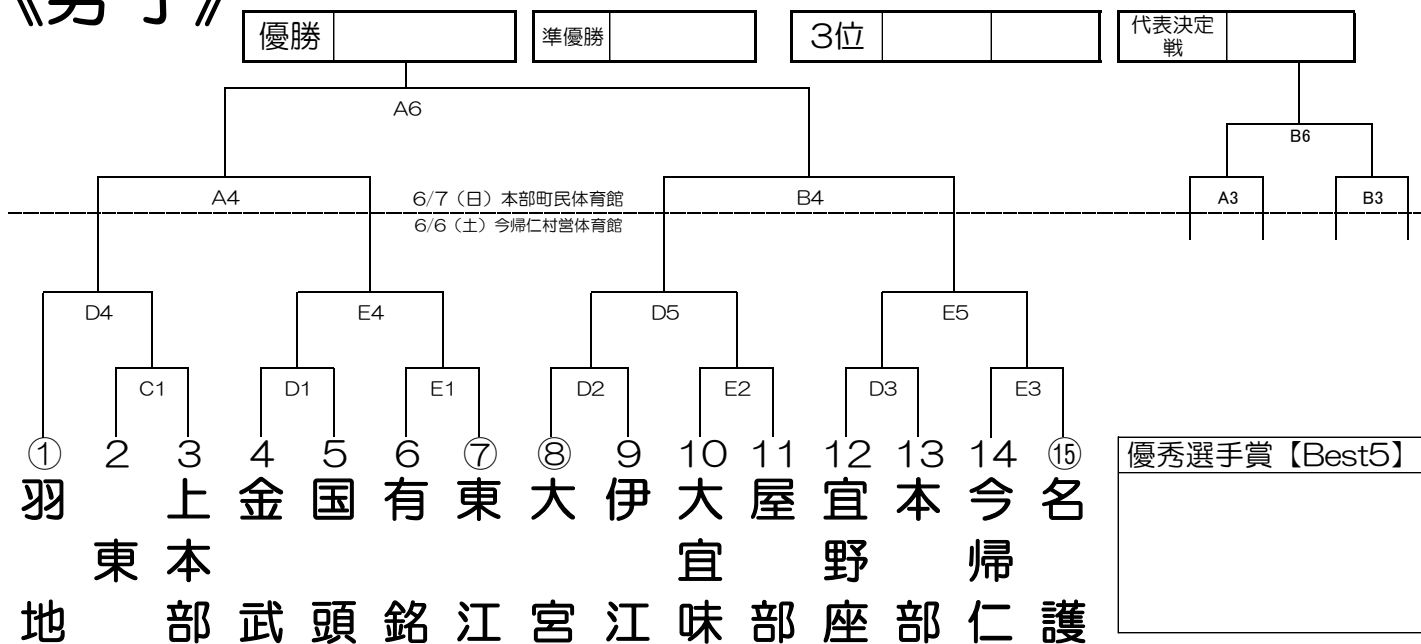 《男子》
優勝
準優勝
3位
代表決定
戦
A6
B6
A4
6/7（日）本部町民体育館
B4
A3
B3
6/6（土）今帰仁村営体育館
D4
E4
D5
E5
C1
D1
E1
D2
E2
D3
E3
① 2 3 4 5 6 ⑦ ⑧ 9 10 11 12 13 14 ⑮
羽地
東
上本部
金武
国頭
有銘
東江
大宮
伊江
大宜味
屋部
宜野座
本部
今帰仁
名護
優秀選手賞【Best5】